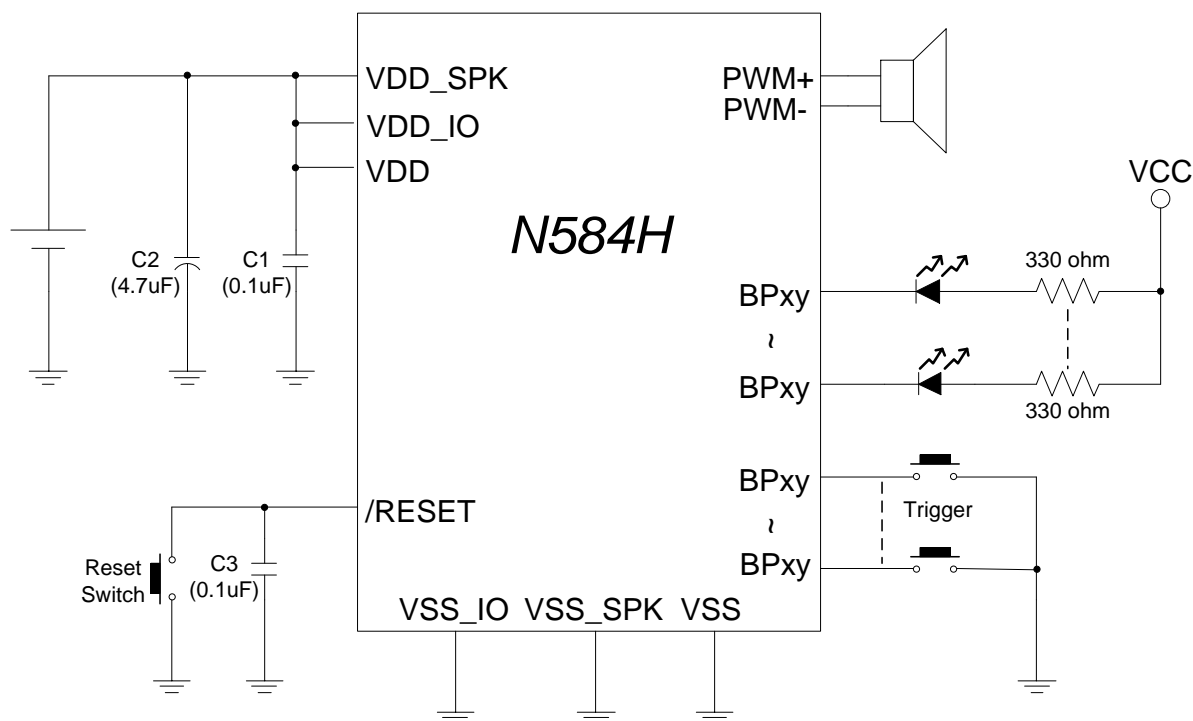 VDD_SPK
VDD_IO
VDD
PWM+
PWM-
VCC
N584H
C2
(4.7uF)
C1
(0.1uF)
330 ohm
BPxy
~
BPxy
330 ohm
BPxy
~
BPxy
Trigger
/RESET
Reset
Switch
C3
(0.1uF)
VSS_IO VSS_SPK VSS